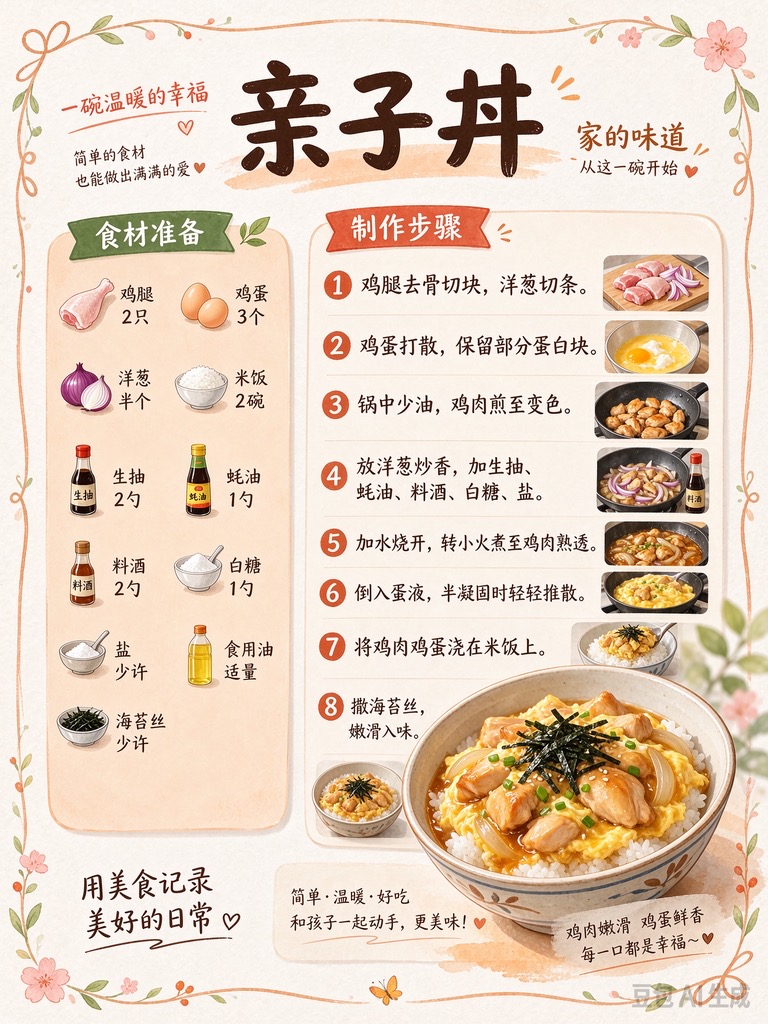 一碗温暖的幸福
简单的食材
也能做出满满的爱
亲子丼
家的味道
从这一碗开始
食材准备
鸡腿
2只
鸡蛋
3个
洋葱
半个
米饭
2碗
生抽
生抽
2勺
蚝油
蚝油
1勺
料酒
料酒
2勺
白糖
1勺
盐
少许
食用油
适量
海苔丝
少许
制作步骤
1 鸡腿去骨切块，洋葱切条。
2 鸡蛋打散，保留部分蛋白块。
3 锅中少油，鸡肉煎至变色。
4 放洋葱炒香，加生抽、
蚝油、料酒、白糖、盐。
料酒
5 加水烧开，转小火煮至鸡肉熟透。
6 倒入蛋液，半凝固时轻轻推散。
7 将鸡肉鸡蛋浇在米饭上。
8 撒海苔丝，
嫩滑入味。
用美食记录
美好的日常
简单·温暖·好吃
和孩子一起动手，更美味！
鸡肉嫩滑 鸡蛋鲜香
每一口都是幸福～
豆包AI生成